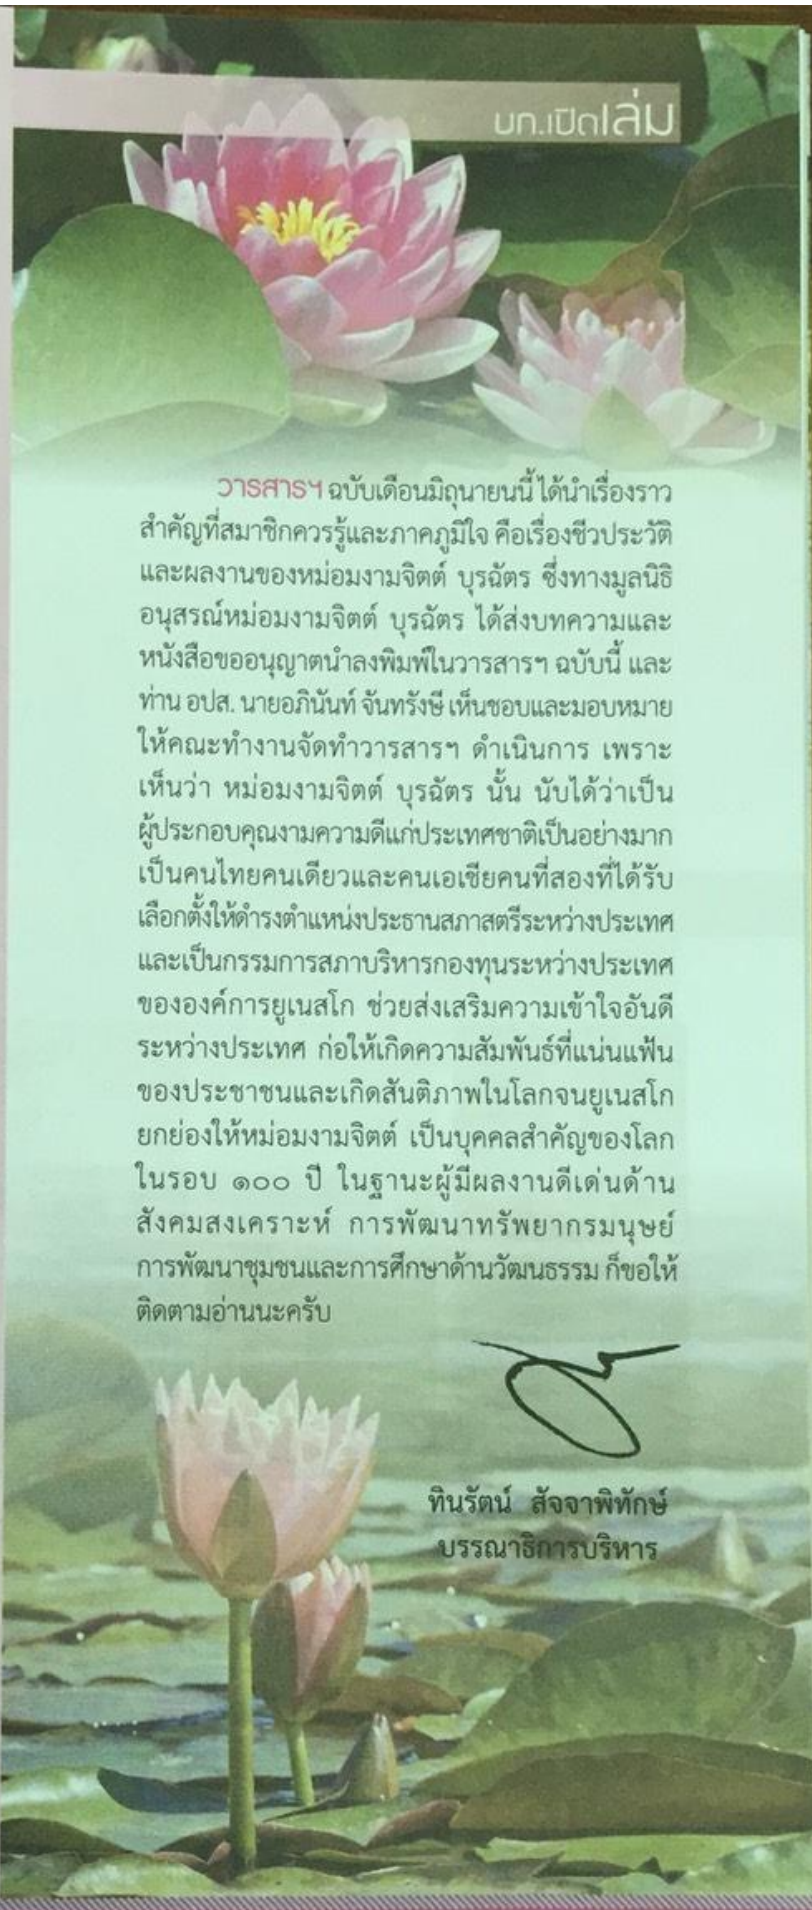 บก.เปิดเล่ม
วารสารฯ ฉบับเดือนมิถุนายนนี้ ได้นำเรื่องราว
สำคัญที่สมาชิกควรรู้และภาคภูมิใจ คือเรื่องชีวประวัติ
และผลงานของหม่อมงามจิตต์ บุรฉัตร ซึ่งทางมูลนิธิ
อนุสรณ์หม่อมงามจิตต์ บุรฉัตร ได้ส่งบทความและ
หนังสือขออนุญาตนำลงพิมพ์ในวารสารฯ ฉบับนี้ และ
ท่าน อปส. นายอภินันท์ จันทรังษี เห็นชอบและมอบหมาย
ให้คณะทำงานจัดทำวารสารฯ ดำเนินการ เพราะ
เห็นว่า หม่อมงามจิตต์ บุรฉัตร นั้น นับได้ว่าเป็น
ผู้ประกอบคุณงามความดีแก่ประเทศชาติเป็นอย่างมาก
เป็นคนไทยคนเดียวและคนเอเชียคนที่สองที่ได้รับ
เลือกตั้งให้ดำรงตำแหน่งประธานสภาสตรีระหว่างประเทศ
และเป็นกรรมการสภาบริหารกองทุนระหว่างประเทศ
ขององค์การยูเนสโก ช่วยส่งเสริมความเข้าใจอันดี
ระหว่างประเทศ ก่อให้เกิดความสัมพันธ์ที่แน่นแฟ้น
ของประชาชนและเกิดสันติภาพในโลกจนยูเนสโก
ยกย่องให้หม่อมงามจิตต์ เป็นบุคคลสำคัญของโลก
ในรอบ ๑๐๐ ปี ในฐานะผู้มีผลงานดีเด่นด้าน
สังคมสงเคราะห์ การพัฒนาทรัพยากรมนุษย์
การพัฒนาชุมชนและการศึกษาด้านวัฒนธรรม ก็ขอให้
ติดตามอ่านนะครับ
ทินรัตน์ สัจจาพิทักษ์
บรรณาธิการบริหาร